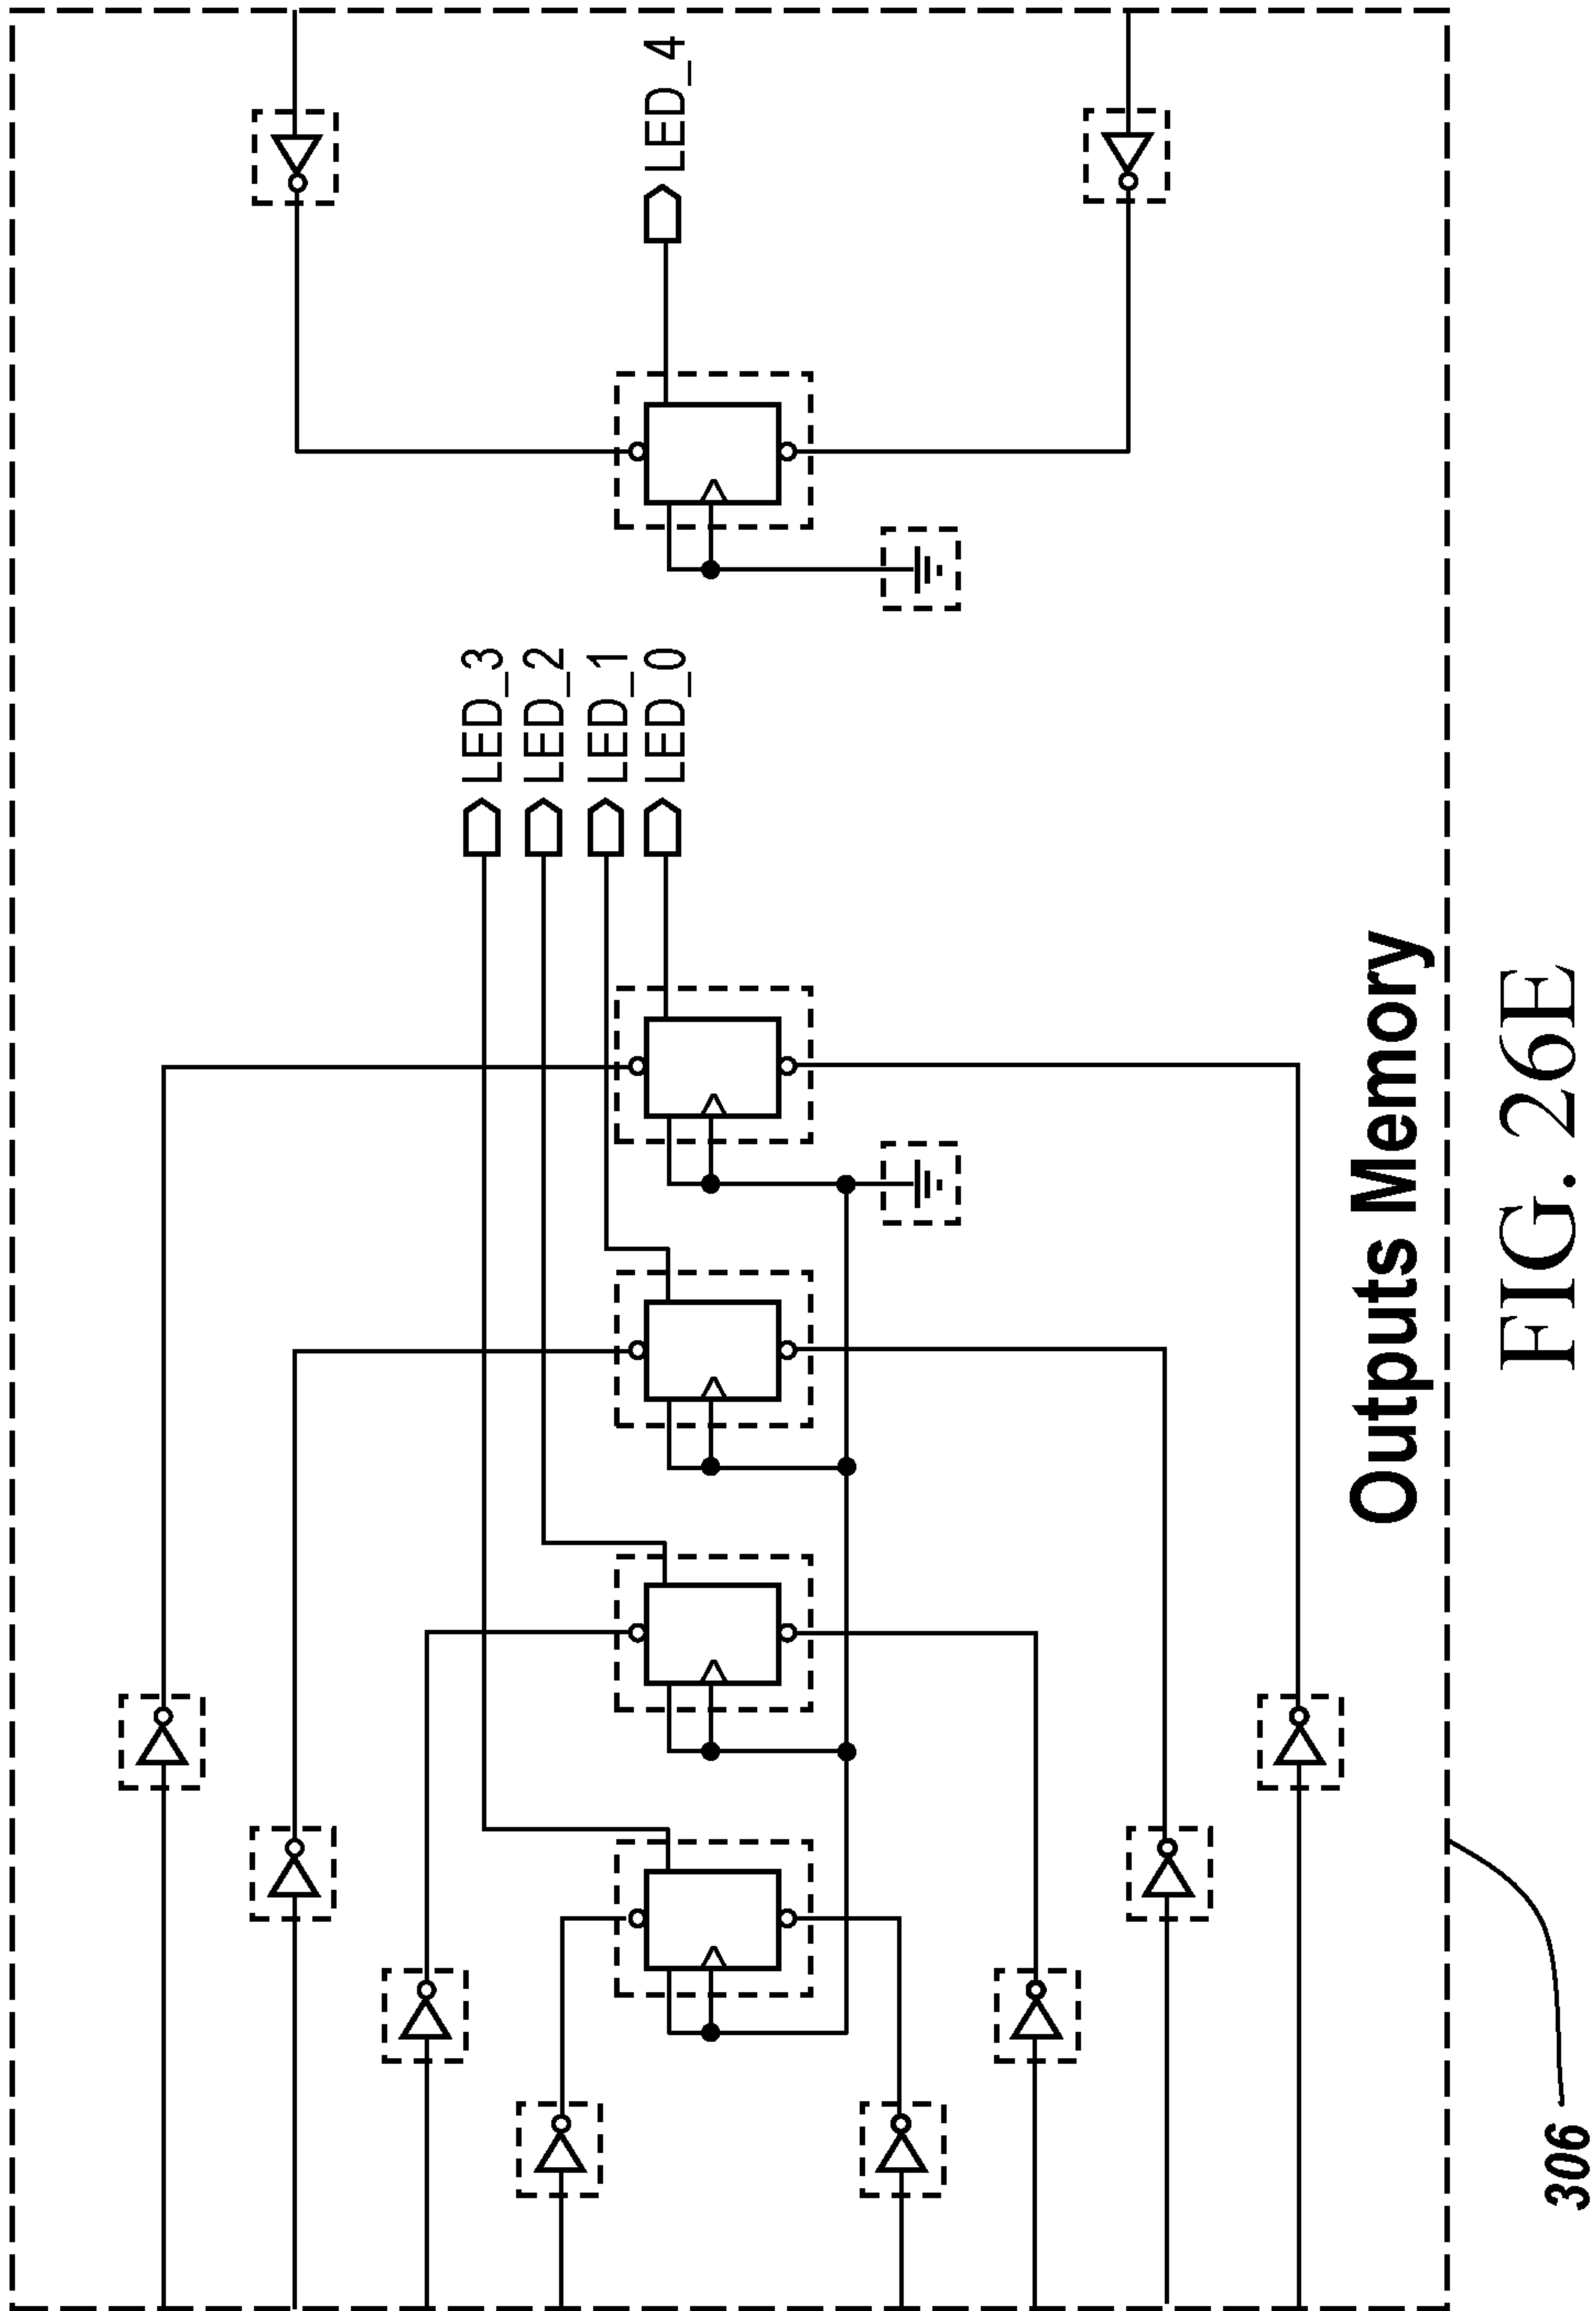 LED_3
LED_2
LED_1
LED_0
LED_4
Outputs Memory
306
FIG. 26E